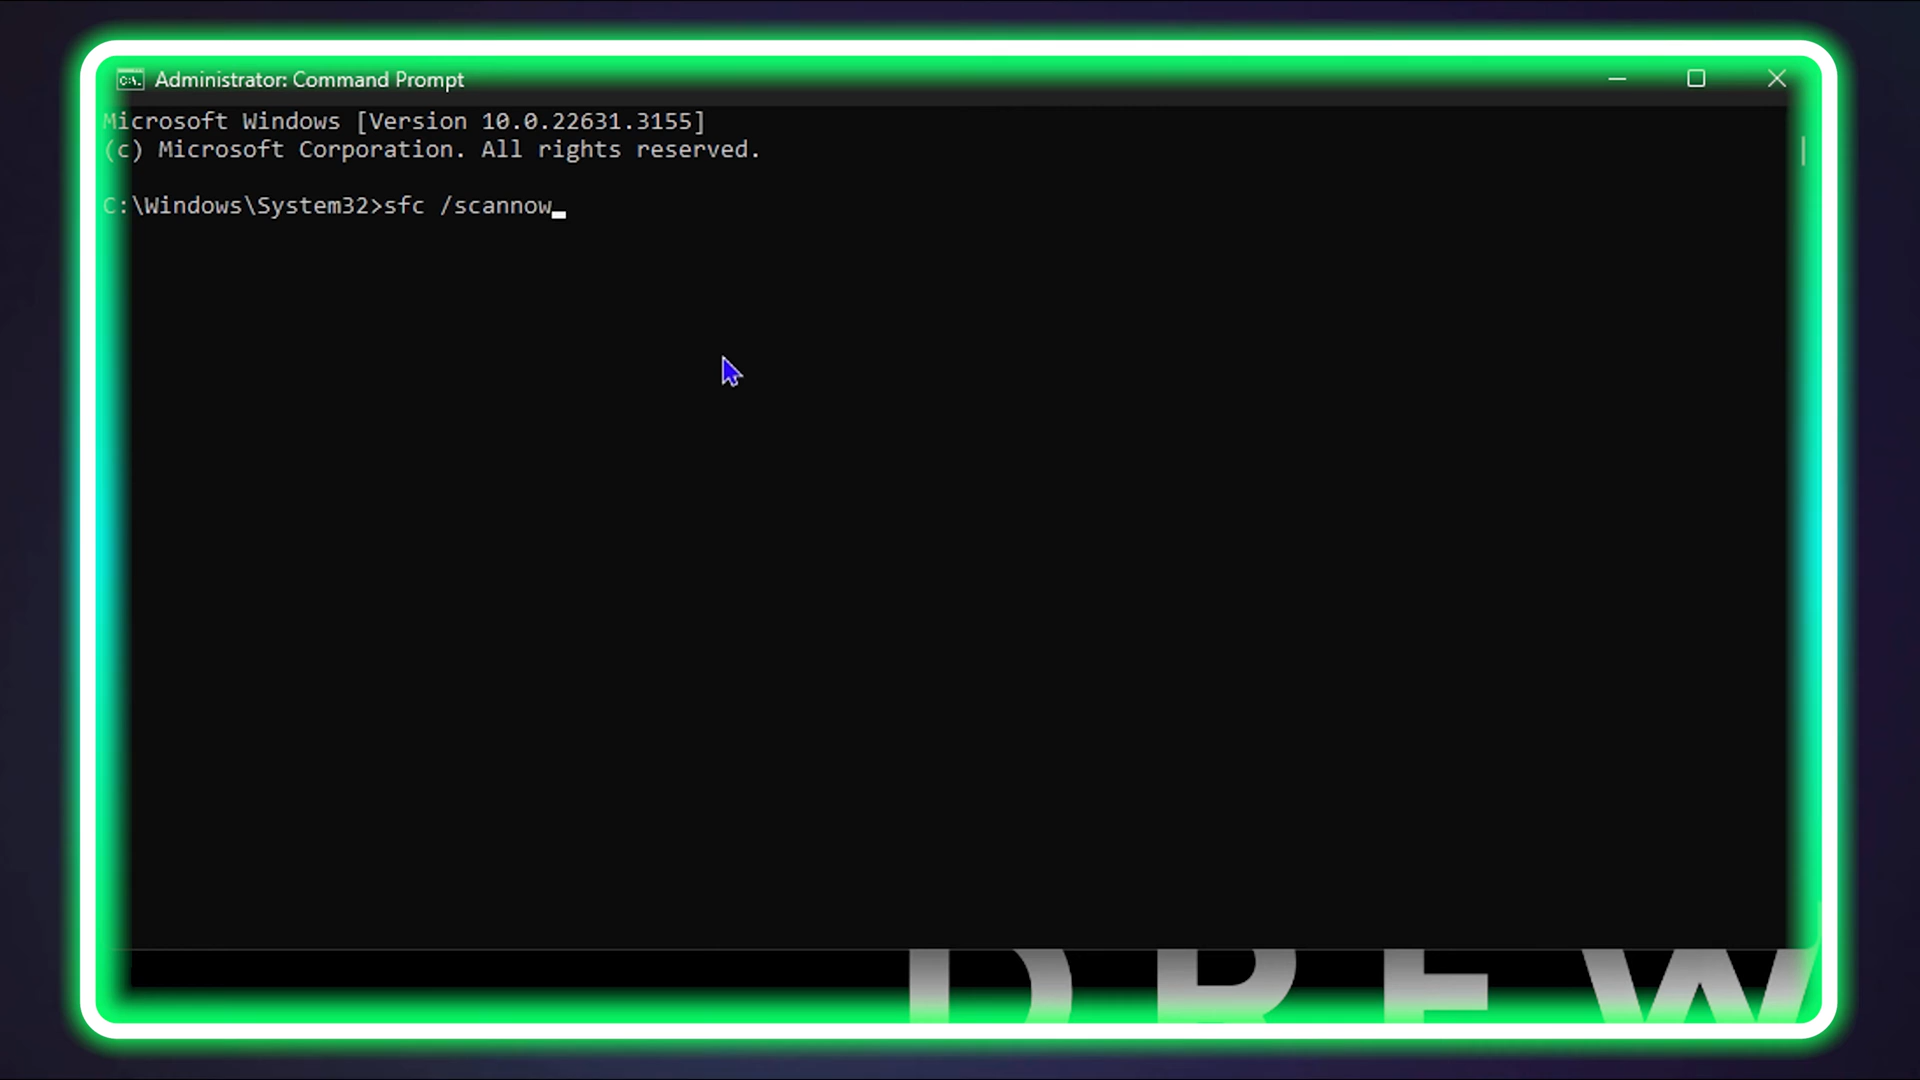 Administrator: Command Prompt
Microsoft Windows [Version 10.0.22631.3155]
(c) Microsoft Corporation. All rights reserved.
C:\Windows\System32>sfc /scannow
DREW